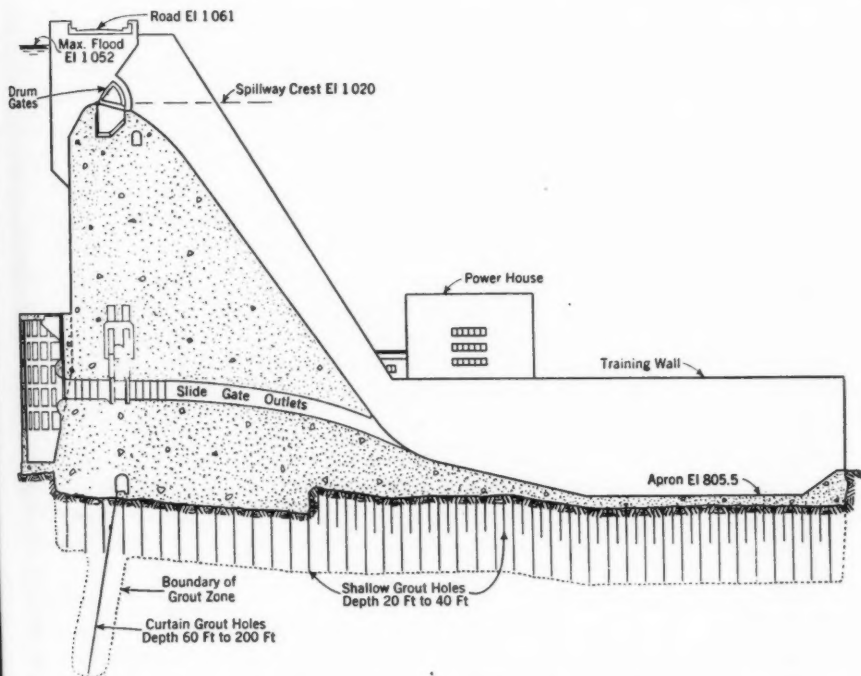 Road El 1061
Max. Flood
El 1052
Drum
Gates
Spillway Crest El 1020
Power House
Training Wall
Slide Gate Outlets
Apron El 805.5
Boundary of
Grout Zone
Shallow Grout Holes
Depth 20 Ft to 40 Ft
Curtain Grout Holes
Depth 60 Ft to 200 Ft